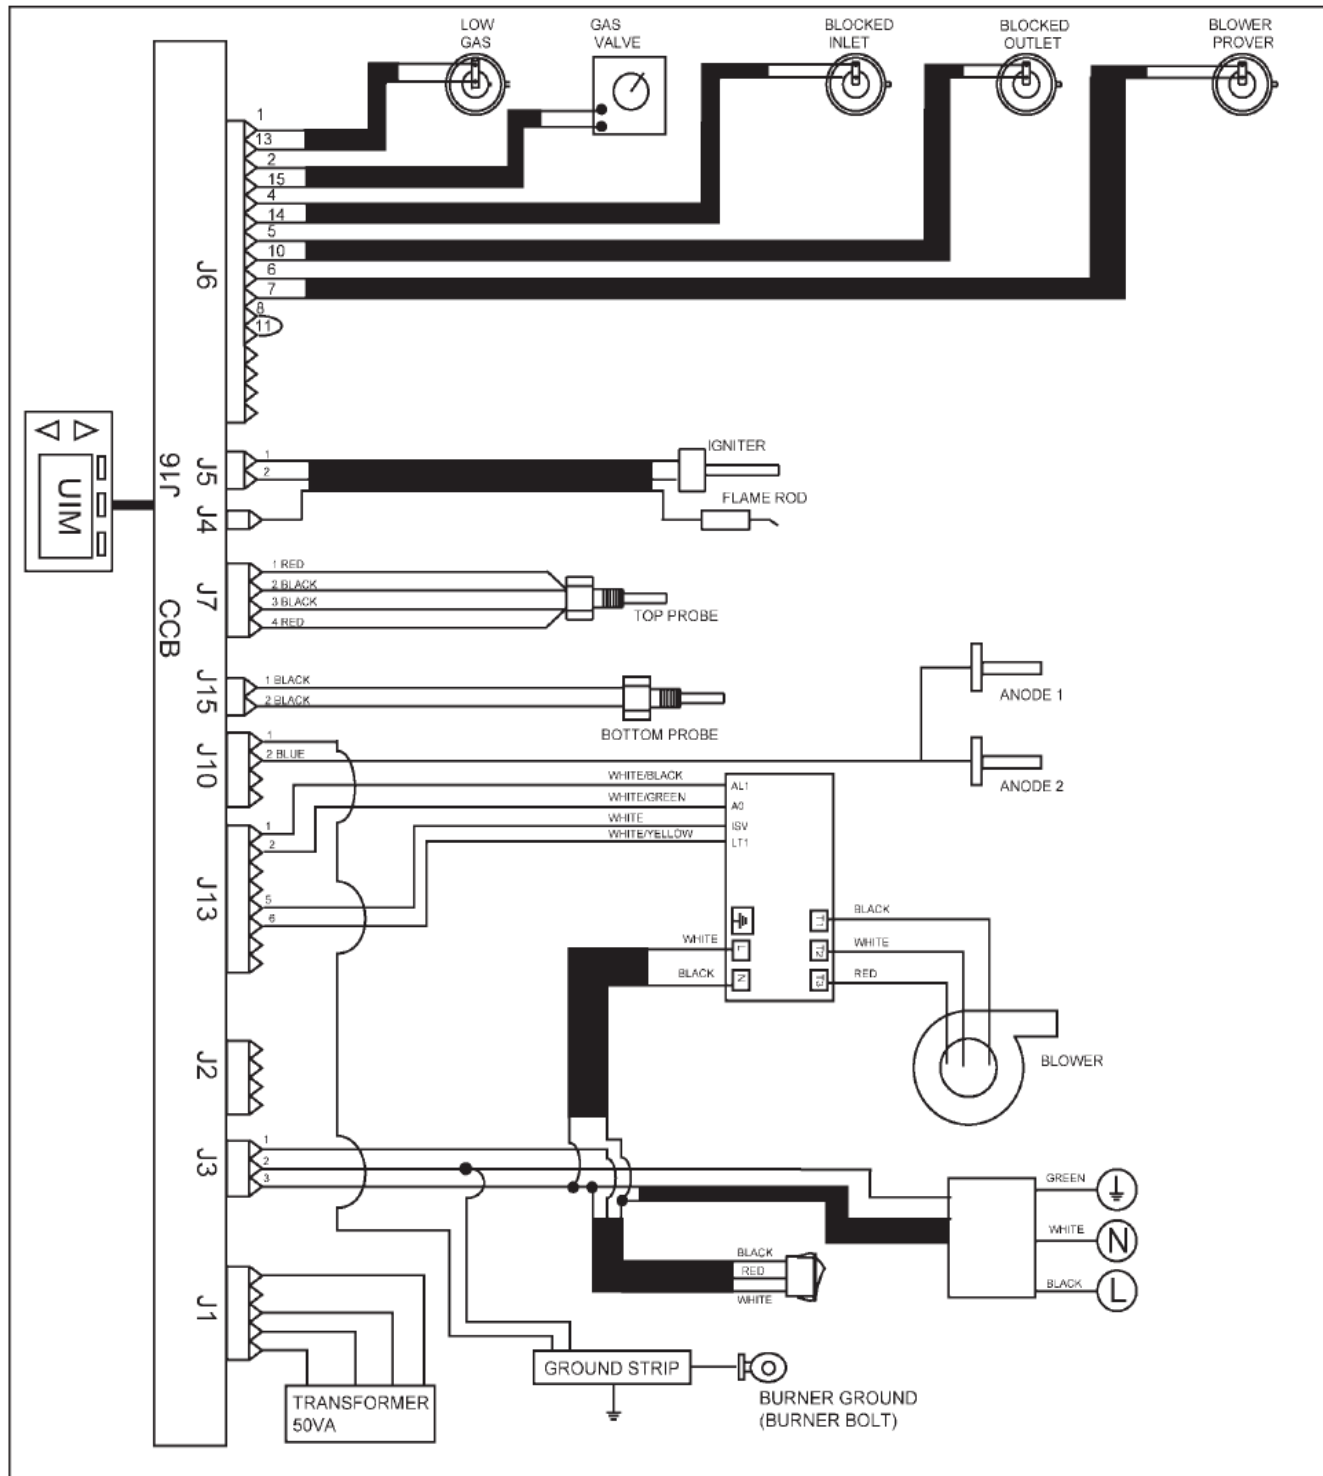 LOW
GAS
GAS
VALVE
BLOCKED
INLET
BLOCKED
OUTLET
BLOWER
PROVER
1
13
2
15
4
14
5
10
6
7
8
11
J6
UIM
J16
CCB
J5
1
2
IGNITER
J4
FLAME ROD
J7
1 RED
2 BLACK
3 BLACK
4 RED
TOP PROBE
J15
1 BLACK
2 BLACK
BOTTOM PROBE
ANODE 1
ANODE 2
J10
1
2 BLUE
WHITE/BLACK
WHITE/GREEN
WHITE
WHITE/YELLOW
AL1
A0
ISV
LT1
J13
1
2
5
6
WHITE
BLACK
L
N
T1
T2
T3
BLACK
WHITE
RED
BLOWER
J2
J3
1
2
3
GREEN
WHITE
N
BLACK
L
BLACK
RED
WHITE
J1
TRANSFORMER
50VA
GROUND STRIP
BURNER GROUND
(BURNER BOLT)